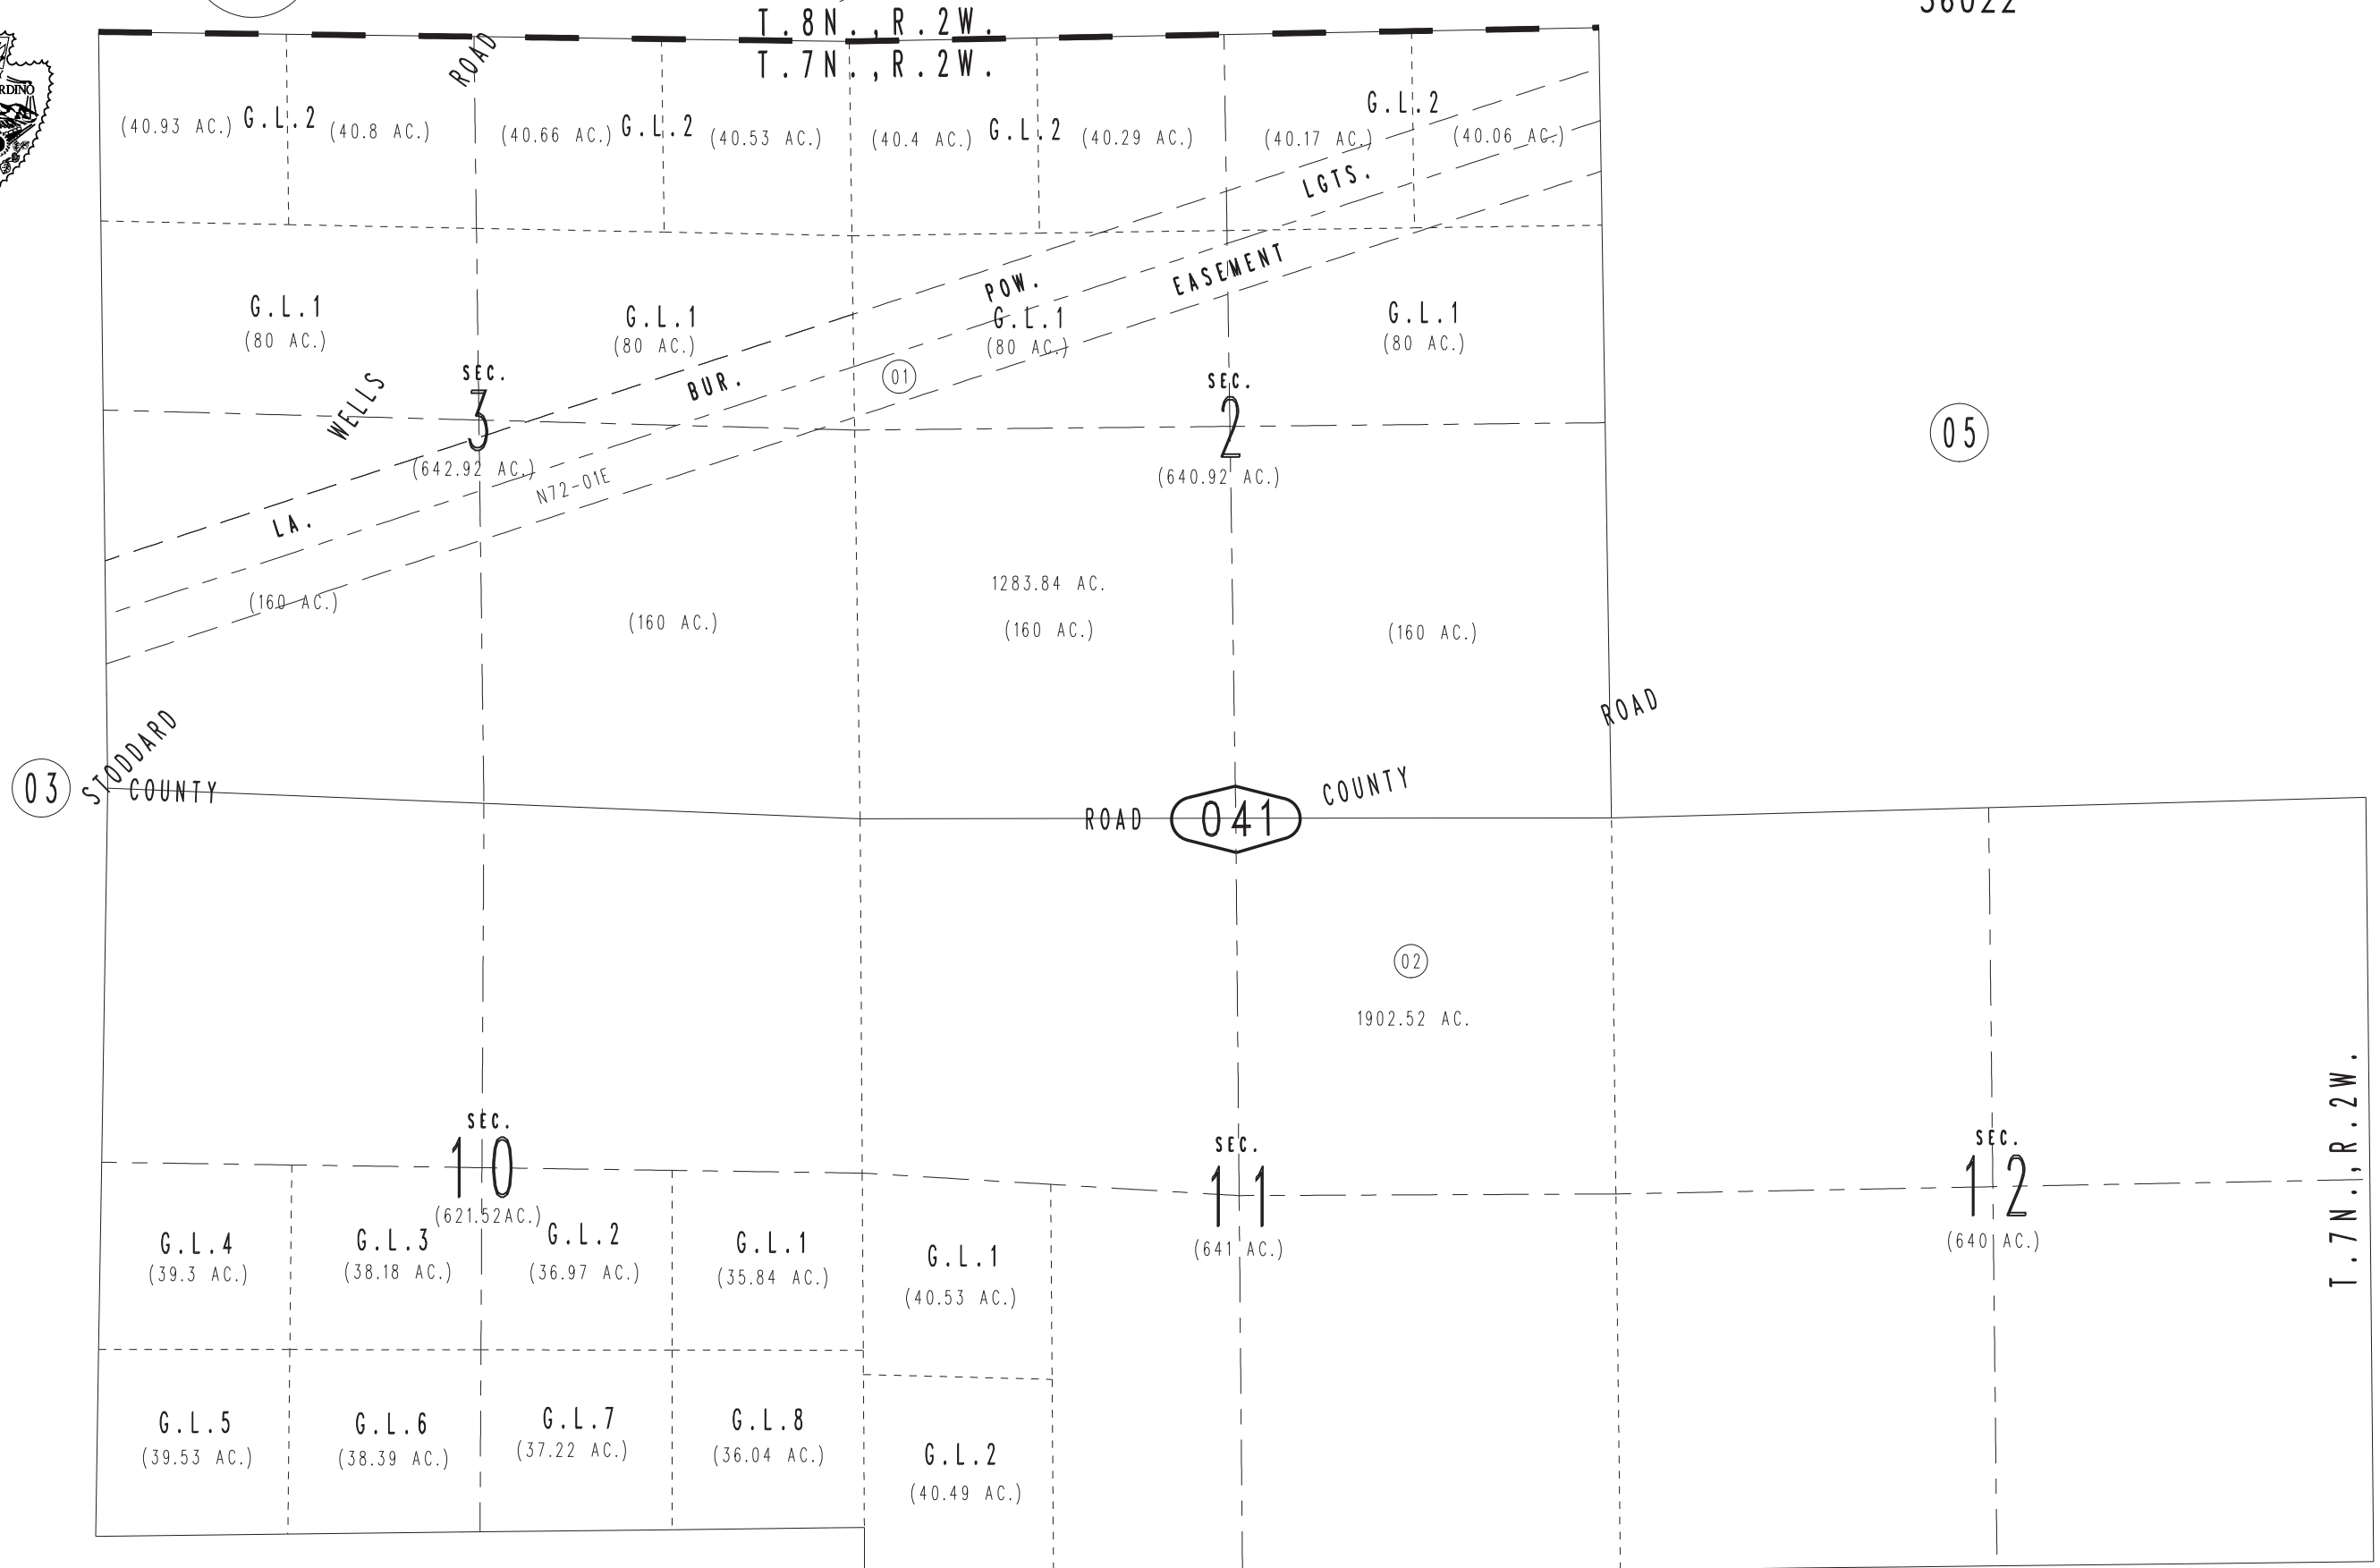 T.8N.,R.2W.
T.7N.,R.2W.
ROAD
(40.93 AC.) G.L.2 (40.8 AC.)
(40.66 AC.) G.L.2 (40.53 AC.)
(40.4 AC.) G.L.2 (40.29 AC.)
G.L.2
(40.17 AC.) (40.06 AC.)
LGTS.
EASEMENT
POW.
BUR.
LA.
G.L.1
(80 AC.)
G.L.1
(80 AC.)
G.L.1
(80 AC.)
G.L.1
(80 AC.)
01
WELLS
SEC.
3
(642.92 AC.)
N72-01E
SEC.
2
(640.92 AC.)
05
1283.84 AC.
(160 AC.)
(160 AC.)
(160 AC.)
(160 AC.)
ROAD
STODDARD
03
COUNTY
ROAD
041
COUNTY
02
1902.52 AC.
SEC.
10
(621.52AC.)
SEC.
11
(641 AC.)
SEC.
12
(640 AC.)
T.7N.,R.2W.
G.L.4
(39.3 AC.)
G.L.3
(38.18 AC.)
G.L.2
(36.97 AC.)
G.L.1
(35.84 AC.)
G.L.1
(40.53 AC.)
G.L.5
(39.53 AC.)
G.L.6
(38.39 AC.)
G.L.7
(37.22 AC.)
G.L.8
(36.04 AC.)
G.L.2
(40.49 AC.)